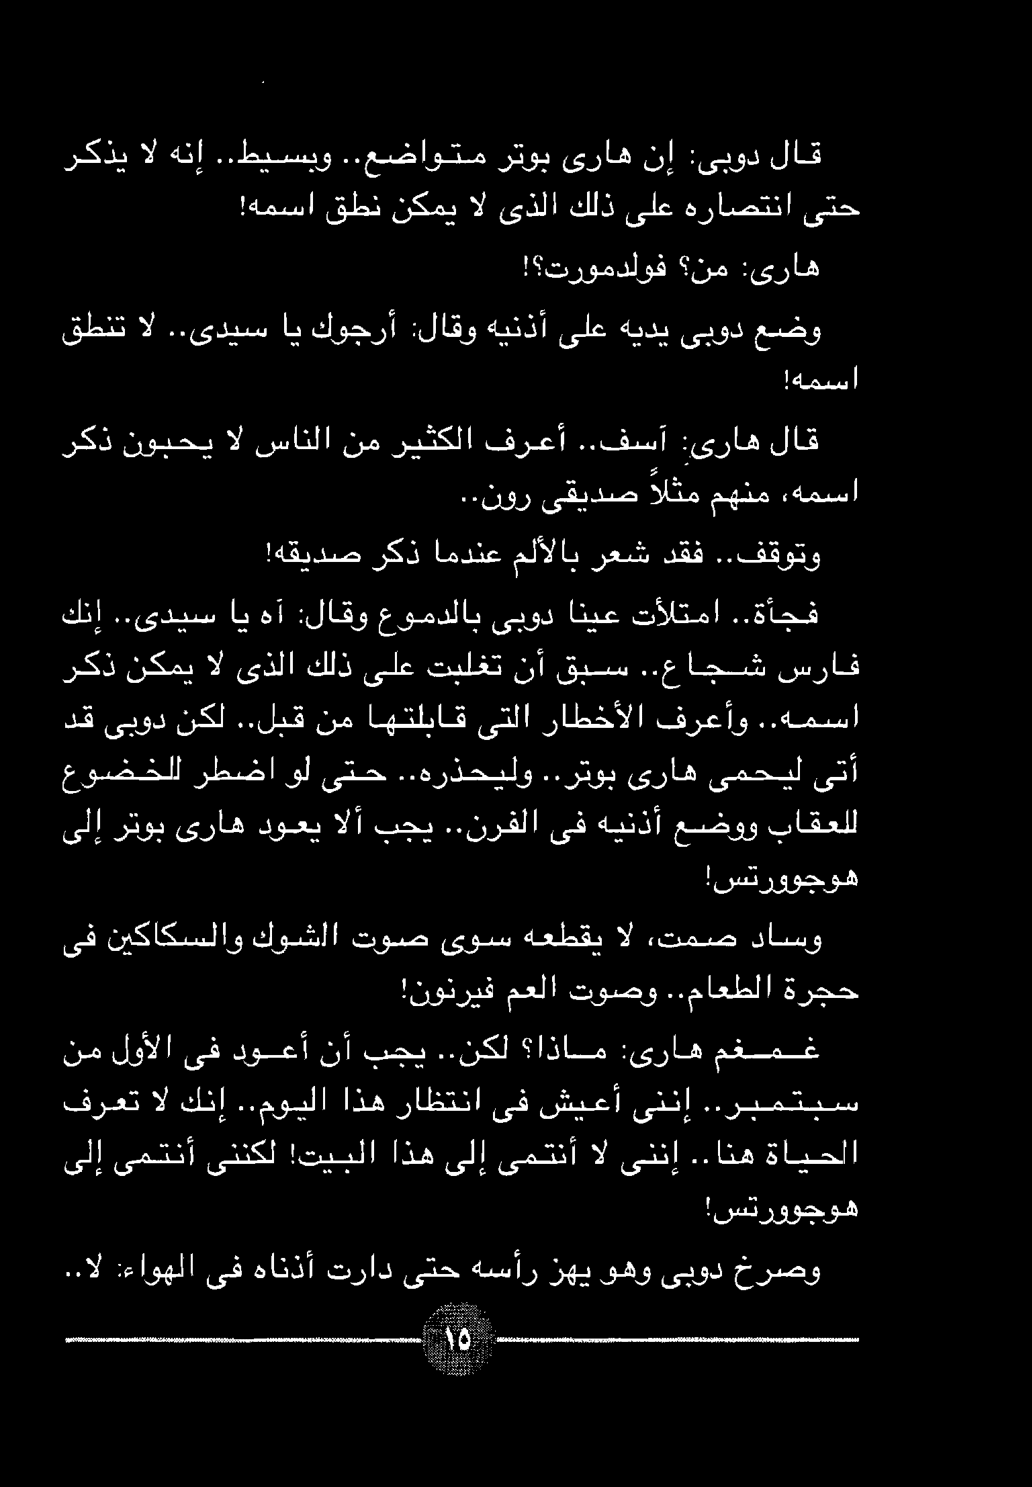 قال دوبى: إن هارى بوتر متواضع.. وبسيط.. إنه لا يذكر
حتى انتصاره على ذلك الذى لا يمكن نطق اسمه!
هارى: من؟ فولدمورت؟!
وضع دوبى يديه على أذنيه وقال: أرجوك يا سيدى.. لا تنطق
اسمه!
قال هارى: آسف.. أعرف الكثير من الناس لا يحبون ذكر
اسمه، منهم مثلاً صديقى رون..
وتوقف.. فقد شعر بالألم عندما ذكر صديقه!
فجأة.. امتلأت عينا دوبى بالدموع وقال: آه يا سيدى.. إنك
فارس شجاع.. سبق أن تغلبت على ذلك الذى لا يمكن ذكر
اسمه.. وأعرف الأخطار التى قابلتها من قبل.. لكن دوبى قد
أتى ليحمى هارى بوتر.. وليحذره.. حتى لو اضطر للخضوع
للعقاب ووضع أذنيه فى الفرن.. يجب ألا يعود هارى بوتر إلى
هوجوورتس!
وساد صمت، لا يقطعه سوى صوت الشوك والسكاكين فى
حجرة الطعام.. وصوت العم فيرنون!
غمغم هارى: ماذا؟ لكن.. يجب أن أعود فى الأول من
سبتمبر.. إننى أعيش فى انتظار هذا اليوم.. إنك لا تعرف
الحياة هنا.. إننى لا أنتمى إلى هذا البيت! لكننى أنتمى إلى
هوجوورتس!
وصرخ دوبى وهو يهز رأسه حتى دارت أذناه فى الهواء: لا..
١٥